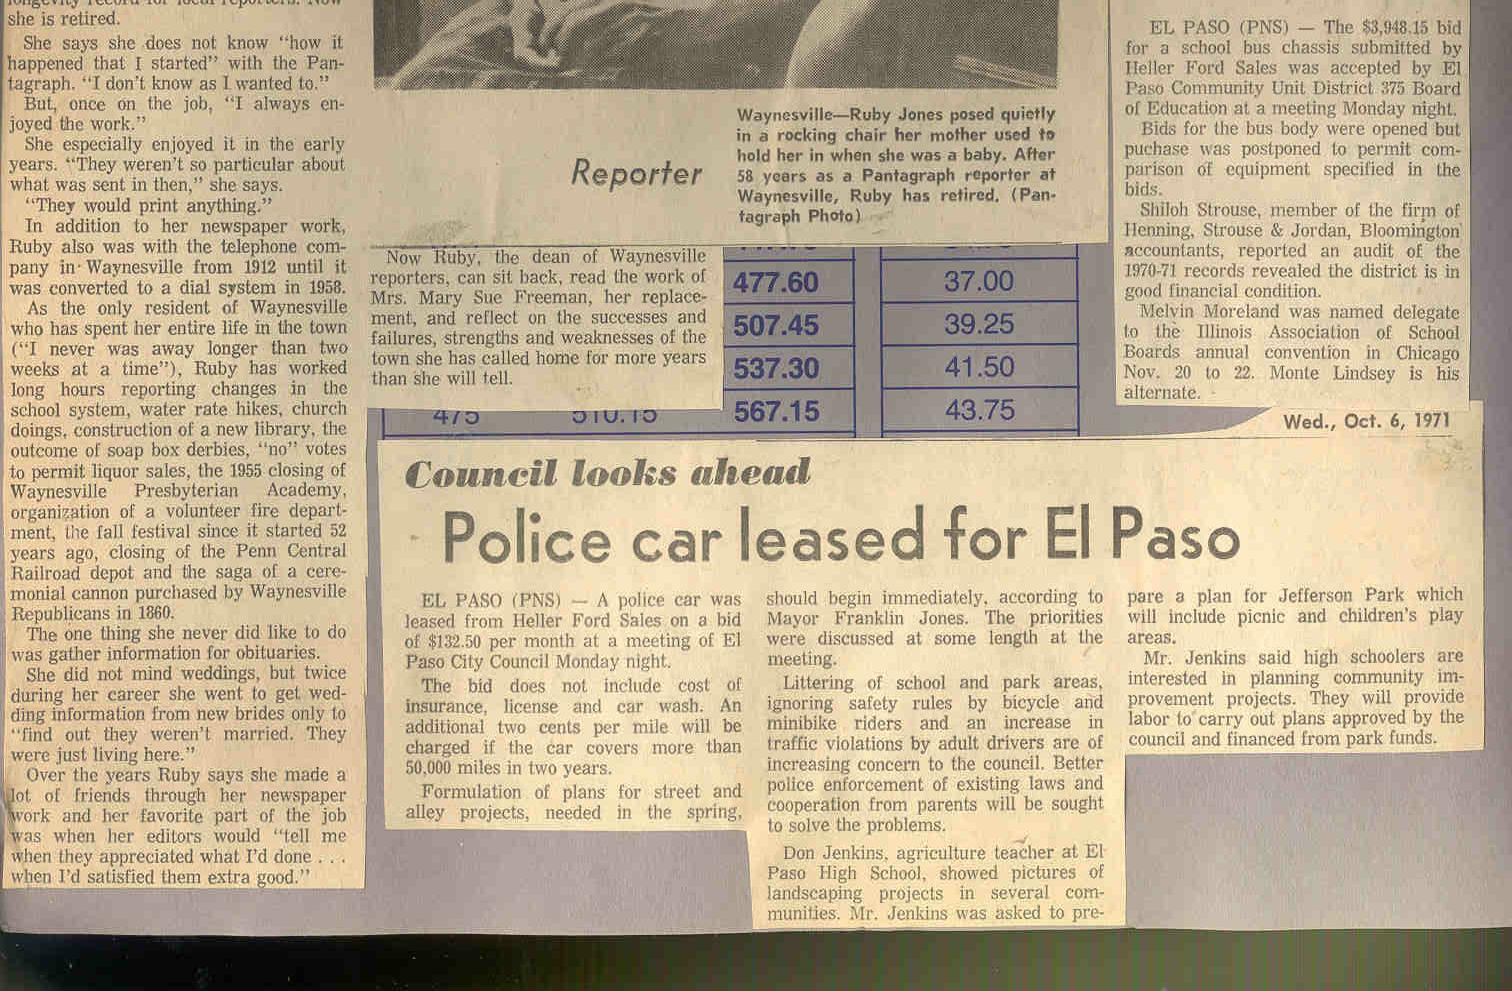 longevity record for local reporters. Now
she is retired.
She says she does not know "how it
happened that I started" with the Pan-
tagraph. "I don't know as I wanted to."
But, once on the job, "I always en-
joyed the work."
She especially enjoyed it in the early
years. "They weren't so particular about
what was sent in then," she says.
"They would print anything."
In addition to her newspaper work,
Ruby also was with the telephone com-
pany in Waynesville from 1912 until it
was converted to a dial system in 1958.
As the only resident of Waynesville
who has spent her entire life in the town
("I never was away longer than two
weeks at a time"), Ruby has worked
long hours reporting changes in the
school system, water rate hikes, church
doings, construction of a new library, the
outcome of soap box derbies, "no" votes
to permit liquor sales, the 1955 closing of
Waynesville Presbyterian Academy,
organization of a volunteer fire depart-
ment, the fall festival since it started 52
years ago, closing of the Penn Central
Railroad depot and the saga of a cere-
monial cannon purchased by Waynesville
Republicans in 1860.
The one thing she never did like to do
was gather information for obituaries.
She did not mind weddings, but twice
during her career she went to get wed-
ding information from new brides only to
"find out they weren't married. They
were just living here."
Over the years Ruby says she made a
lot of friends through her newspaper
work and her favorite part of the job
was when her editors would "tell me
when they appreciated what I'd done . . .
when I'd satisfied them extra good."
Reporter
Waynesville—Ruby Jones posed quietly
in a rocking chair her mother used to
hold her in when she was a baby. After
58 years as a Pantagraph reporter at
Waynesville, Ruby has retired. (Pan-
tagraph Photo)
Now Ruby, the dean of Waynesville
reporters, can sit back, read the work of
Mrs. Mary Sue Freeman, her replace-
ment, and reflect on the successes and
failures, strengths and weaknesses of the
town she has called home for more years
than she will tell.
477.60 37.00
507.45 39.25
537.30 41.50
475 510.15 567.15 43.75
EL PASO (PNS) — The $3,948.15 bid
for a school bus chassis submitted by
Heller Ford Sales was accepted by El
Paso Community Unit District 375 Board
of Education at a meeting Monday night.
Bids for the bus body were opened but
puchase was postponed to permit com-
parison of equipment specified in the
bids.
Shiloh Strouse, member of the firm of
Henning, Strouse & Jordan, Bloomington
accountants, reported an audit of the
1970-71 records revealed the district is in
good financial condition.
Melvin Moreland was named delegate
to the Illinois Association of School
Boards annual convention in Chicago
Nov. 20 to 22. Monte Lindsey is his
alternate.
Wed., Oct. 6, 1971
Council looks ahead
Police car leased for El Paso
EL PASO (PNS) — A police car was
leased from Heller Ford Sales on a bid
of $132.50 per month at a meeting of El
Paso City Council Monday night.
The bid does not include cost of
insurance, license and car wash. An
additional two cents per mile will be
charged if the car covers more than
50,000 miles in two years.
Formulation of plans for street and
alley projects, needed in the spring,
should begin immediately, according to
Mayor Franklin Jones. The priorities
were discussed at some length at the
meeting.
Littering of school and park areas,
ignoring safety rules by bicycle and
minibike riders and an increase in
traffic violations by adult drivers are of
increasing concern to the council. Better
police enforcement of existing laws and
cooperation from parents will be sought
to solve the problems.
Don Jenkins, agriculture teacher at El
Paso High School, showed pictures of
landscaping projects in several com-
munities. Mr. Jenkins was asked to pre-
pare a plan for Jefferson Park which
will include picnic and children's play
areas.
Mr. Jenkins said high schoolers are
interested in planning community im-
provement projects. They will provide
labor to carry out plans approved by the
council and financed from park funds.